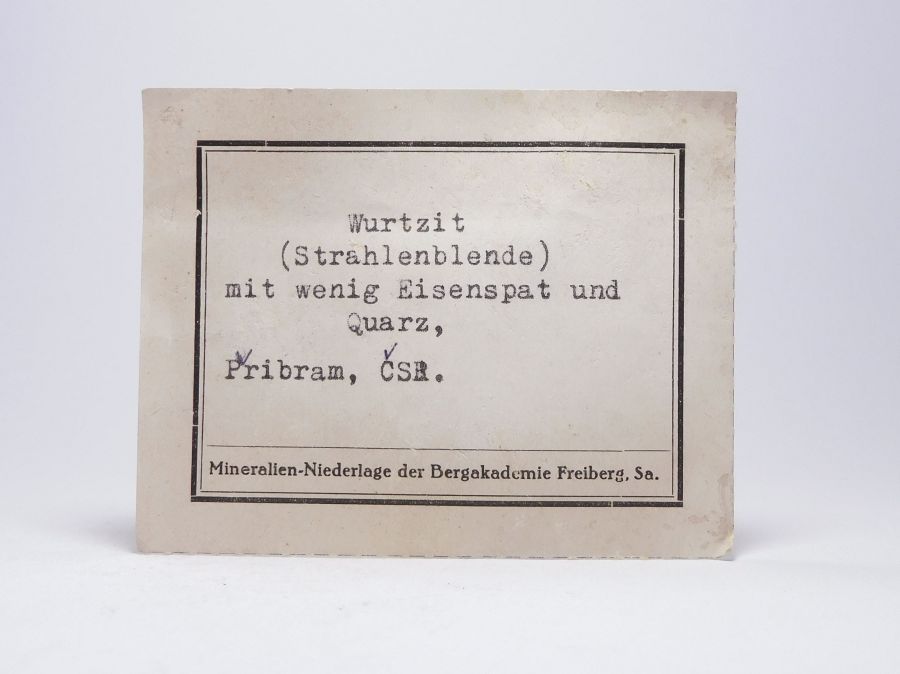 Wurtzit
(Strahlenblende)
mit wenig Eisenspat und
Quarz,
Přibram, ČSR.
Mineralien-Niederlage der Bergakademie Freiberg, Sa.